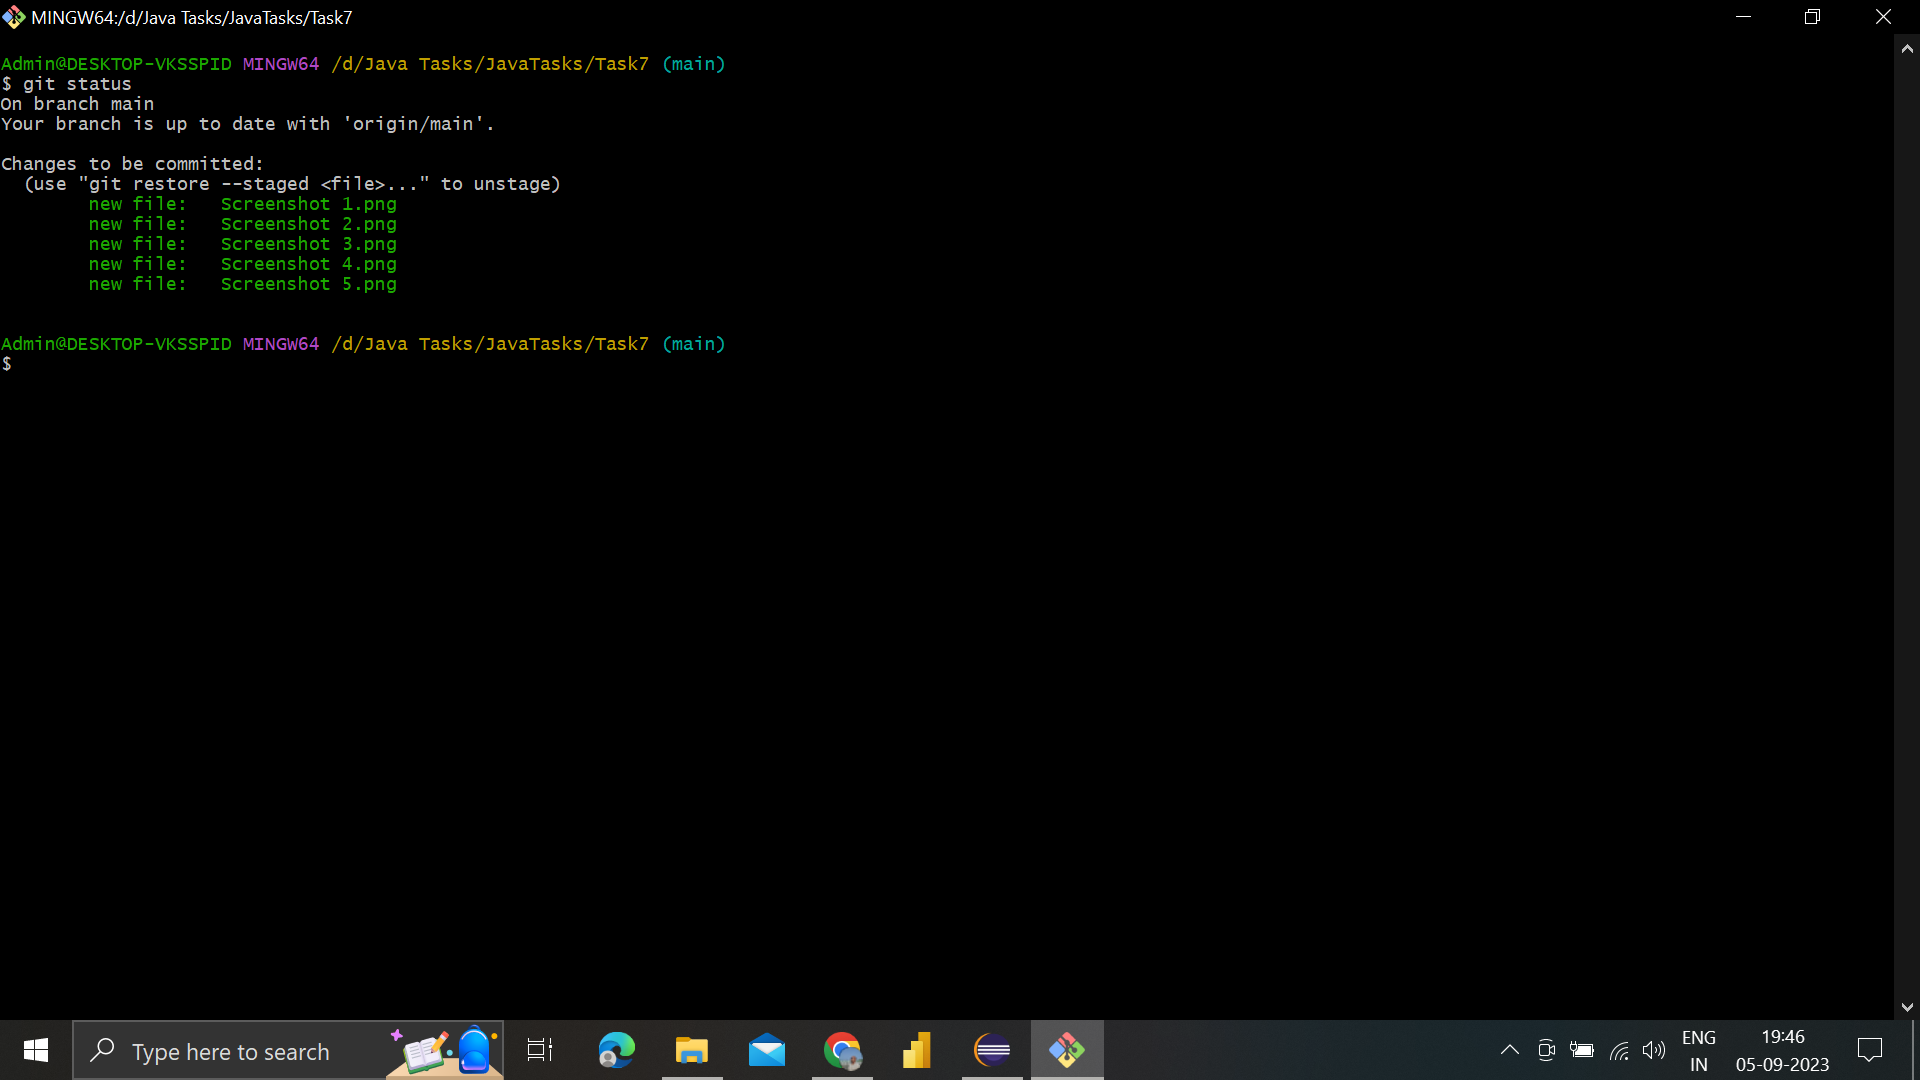 MINGW64:/d/Java Tasks/JavaTasks/Task7
Admin@DESKTOP-VKSSPID MINGW64 /d/Java Tasks/JavaTasks/Task7 (main)
$ git status
On branch main
Your branch is up to date with 'origin/main'.
Changes to be committed:
(use "git restore --staged <file>..." to unstage)
new file: Screenshot 1.png
new file: Screenshot 2.png
new file: Screenshot 3.png
new file: Screenshot 4.png
new file: Screenshot 5.png
Admin@DESKTOP-VKSSPID MINGW64 /d/Java Tasks/JavaTasks/Task7 (main)
$
Type here to search
ENG
IN
19:46
05-09-2023